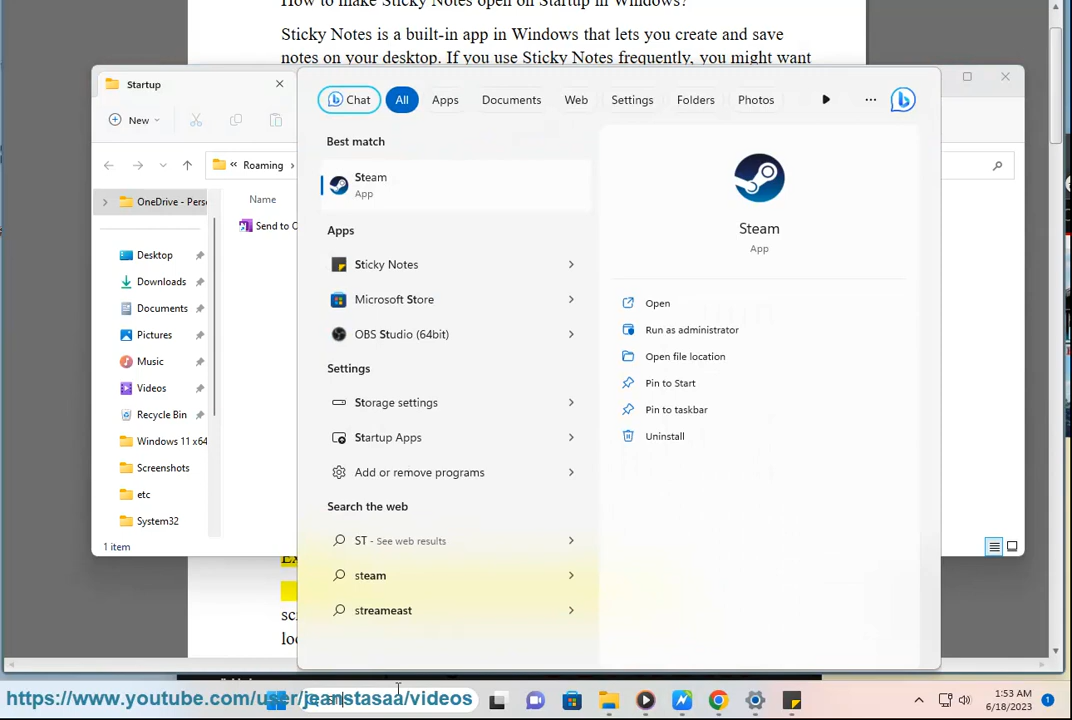 How to make Sticky Notes open on Startup in Windows?
Sticky Notes is a built-in app in Windows that lets you create and save
notes on your desktop. If you use Sticky Notes frequently, you might want
Startup
Chat
All
Apps
Documents
Web
Settings
Folders
Photos
New
Best match
Roaming
Steam
App
OneDrive - Pers
Name
Send to O
Steam
App
Apps
Sticky Notes
Microsoft Store
OBS Studio (64bit)
Desktop
Downloads
Documents
Pictures
Music
Videos
Recycle Bin
Windows 11 x64
Screenshots
etc
System32
1 item
Open
Run as administrator
Open file location
Pin to Start
Pin to taskbar
Uninstall
Settings
Storage settings
Startup Apps
Add or remove programs
Search the web
ST - See web results
steam
streameast
https://www.youtube.com/user/jeanstasaa/videos
1:53 AM
6/18/2023
1